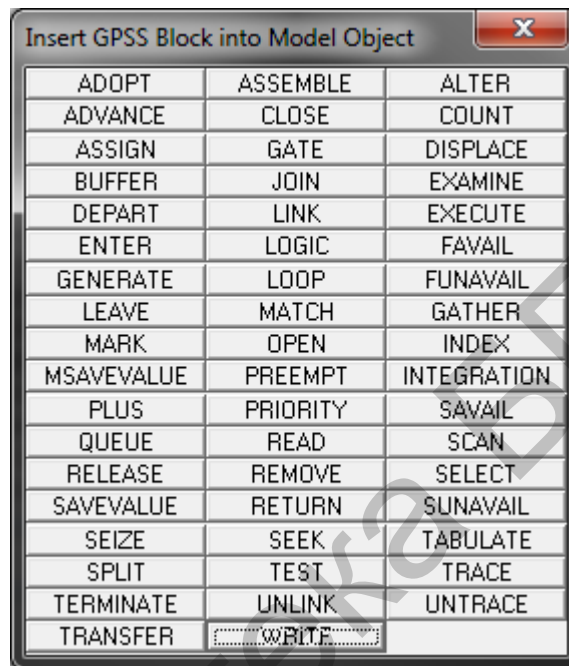 Insert GPSS Block into Model Object
ADOPT ASSEMBLE ALTER
ADVANCE CLOSE COUNT
ASSIGN GATE DISPLACE
BUFFER JOIN EXAMINE
DEPART LINK EXECUTE
ENTER LOGIC FAVAIL
GENERATE LOOP FUNAVAIL
LEAVE MATCH GATHER
MARK OPEN INDEX
MSAVEVALUE PREEMPT INTEGRATION
PLUS PRIORITY SAVAIL
QUEUE READ SCAN
RELEASE REMOVE SELECT
SAVEVALUE RETURN SUNAVAIL
SEIZE SEEK TABULATE
SPLIT TEST TRACE
TERMINATE UNLINK UNTRACE
TRANSFER WRITE